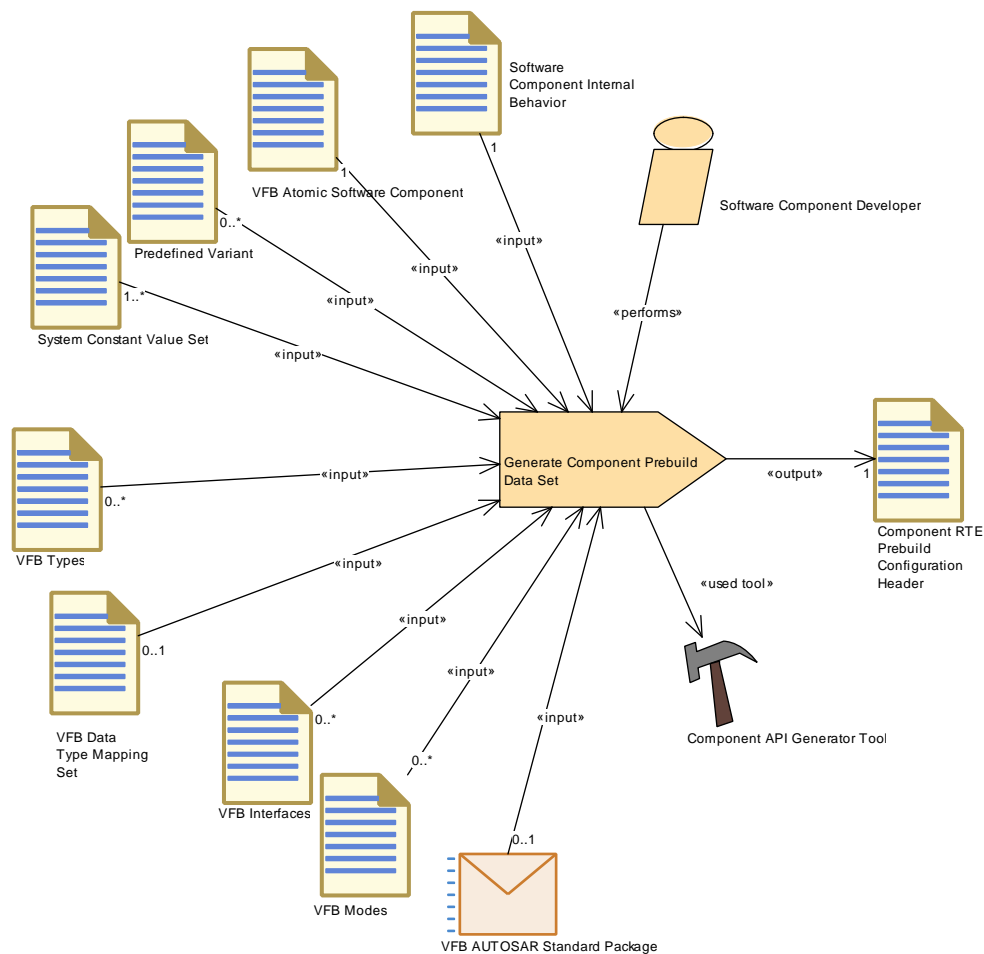 Software
Component Internal
Behavior
1
VFB Atomic Software Component
1
Software Component Developer
Predefined Variant
0..*
System Constant Value Set
1..*
«input»
«input»
«input»
«input»
«performs»
VFB Types
0..*
«input»
Generate Component Prebuild
Data Set
«output»
1
Component RTE
Prebuild
Configuration
Header
«input»
0..1
VFB Data
Type Mapping
Set
«used tool»
Component API Generator Tool
«input»
0..*
VFB Interfaces
«input»
0..*
VFB Modes
«input»
0..1
VFB AUTOSAR Standard Package